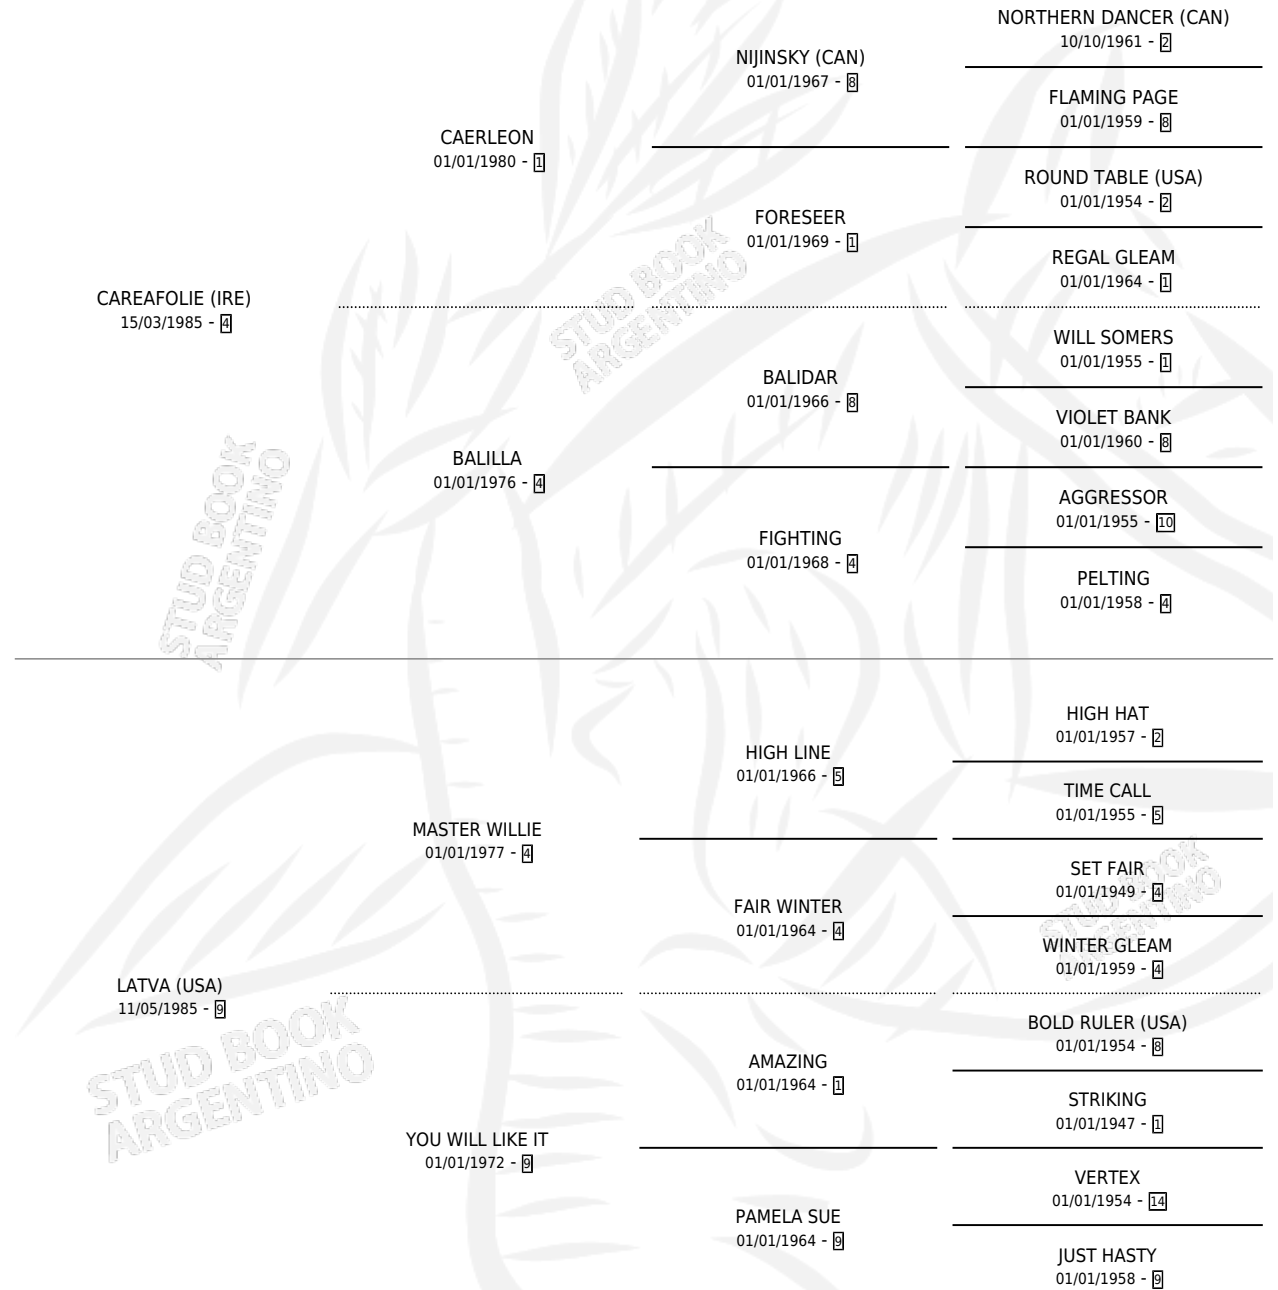 NORTHERN DANCER (CAN)
10/10/1961 - 2
NIJINSKY (CAN)
01/01/1967 - 8
FLAMING PAGE
01/01/1959 - 8
CAERLEON
01/01/1980 - 1
ROUND TABLE (USA)
01/01/1954 - 2
FORESEER
01/01/1969 - 1
REGAL GLEAM
01/01/1964 - 1
CAREAFOLIE (IRE)
15/03/1985 - 4
STUD BOOK
ARGENTINO
WILL SOMERS
01/01/1955 - 1
BALIDAR
01/01/1966 - 8
VIOLET BANK
01/01/1960 - 8
BALILLA
01/01/1976 - 4
AGGRESSOR
01/01/1955 - 10
FIGHTING
01/01/1968 - 4
PELTING
01/01/1958 - 4
STUD BOOK
ARGENTINO
HIGH HAT
01/01/1957 - 2
HIGH LINE
01/01/1966 - 5
TIME CALL
01/01/1955 - 5
MASTER WILLIE
01/01/1977 - 4
SET FAIR
01/01/1949 - 4
FAIR WINTER
01/01/1964 - 4
STUD BOOK
ARGENTINO
WINTER GLEAM
01/01/1959 - 4
LATVA (USA)
11/05/1985 - 9
BOLD RULER (USA)
01/01/1954 - 8
AMAZING
01/01/1964 - 1
STRIKING
01/01/1947 - 1
STUD BOOK
ARGENTINO
YOU WILL LIKE IT
01/01/1972 - 9
VERTEX
01/01/1954 - 14
PAMELA SUE
01/01/1964 - 9
JUST HASTY
01/01/1958 - 9